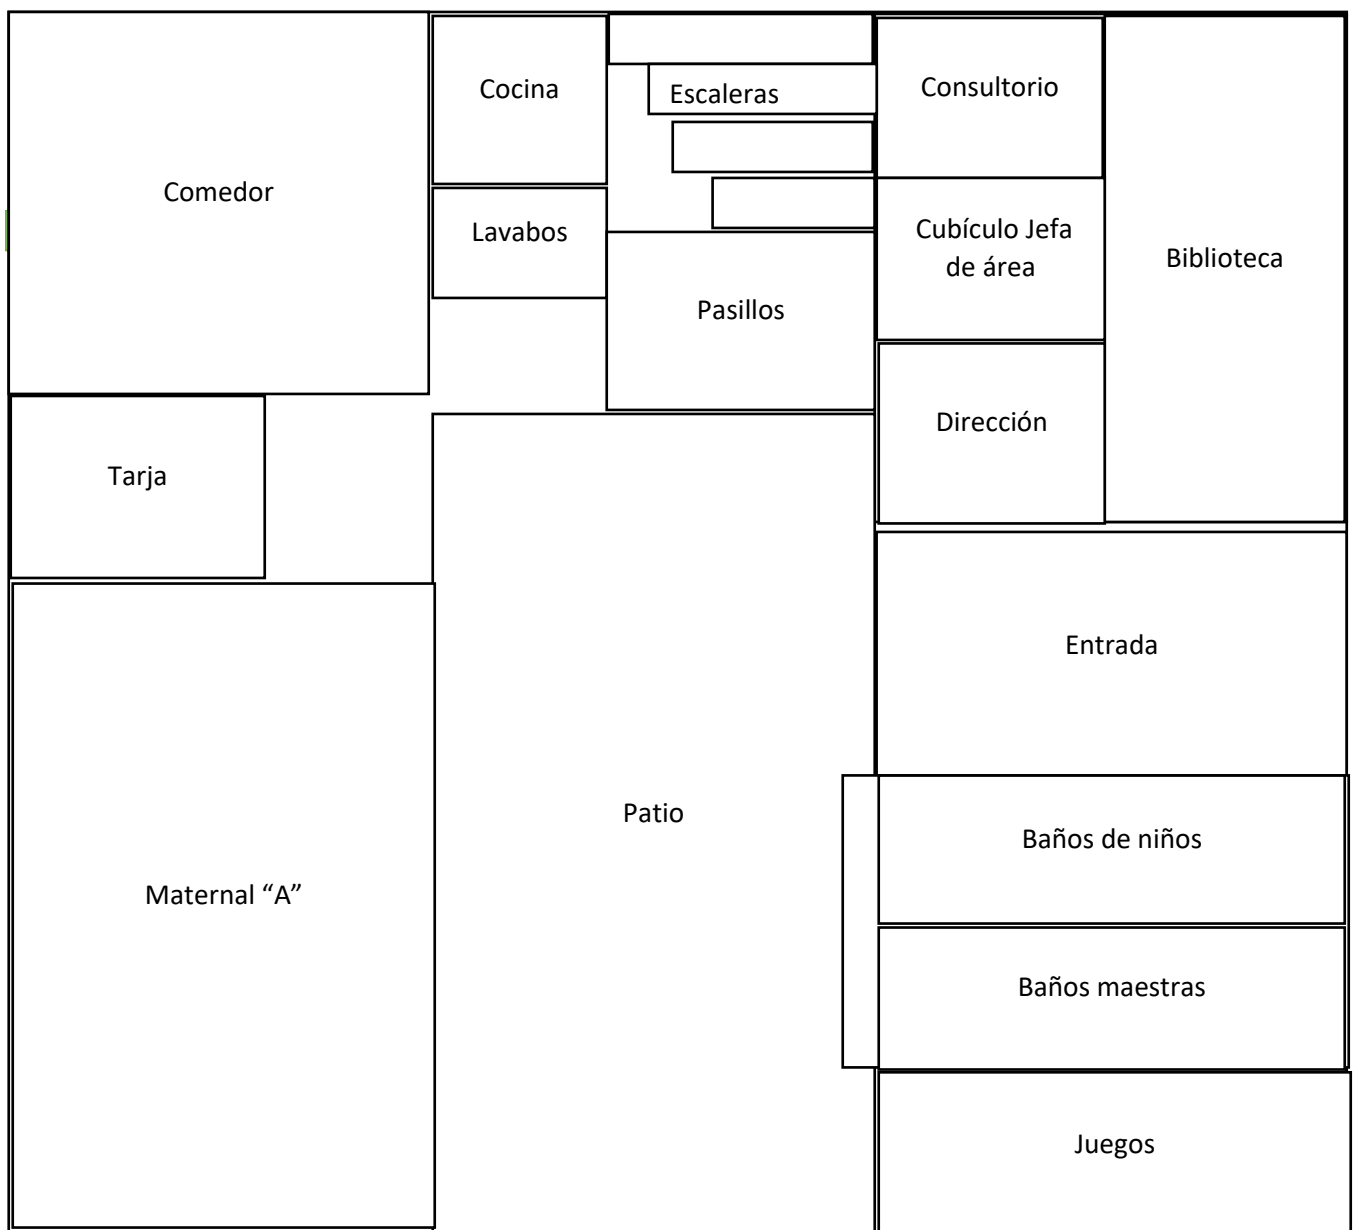 Cocina
Escaleras
Consultorio
Comedor
Lavabos
Cubículo Jefa
de área
Biblioteca
Pasillos
Dirección
Tarja
Entrada
Patio
Baños de niños
Maternal “A”
Baños maestras
Juegos